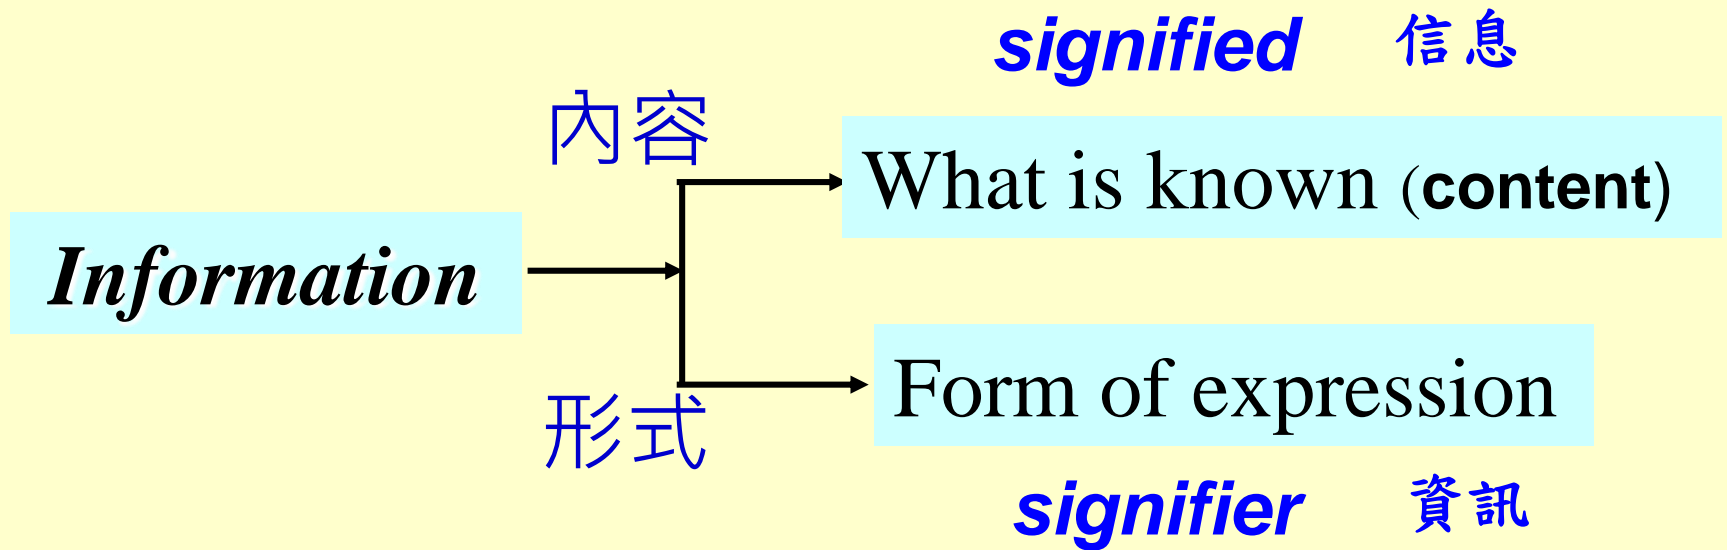 signified 信息
內容
What is known (content)
Information
Form of expression
形式
signifier 資訊